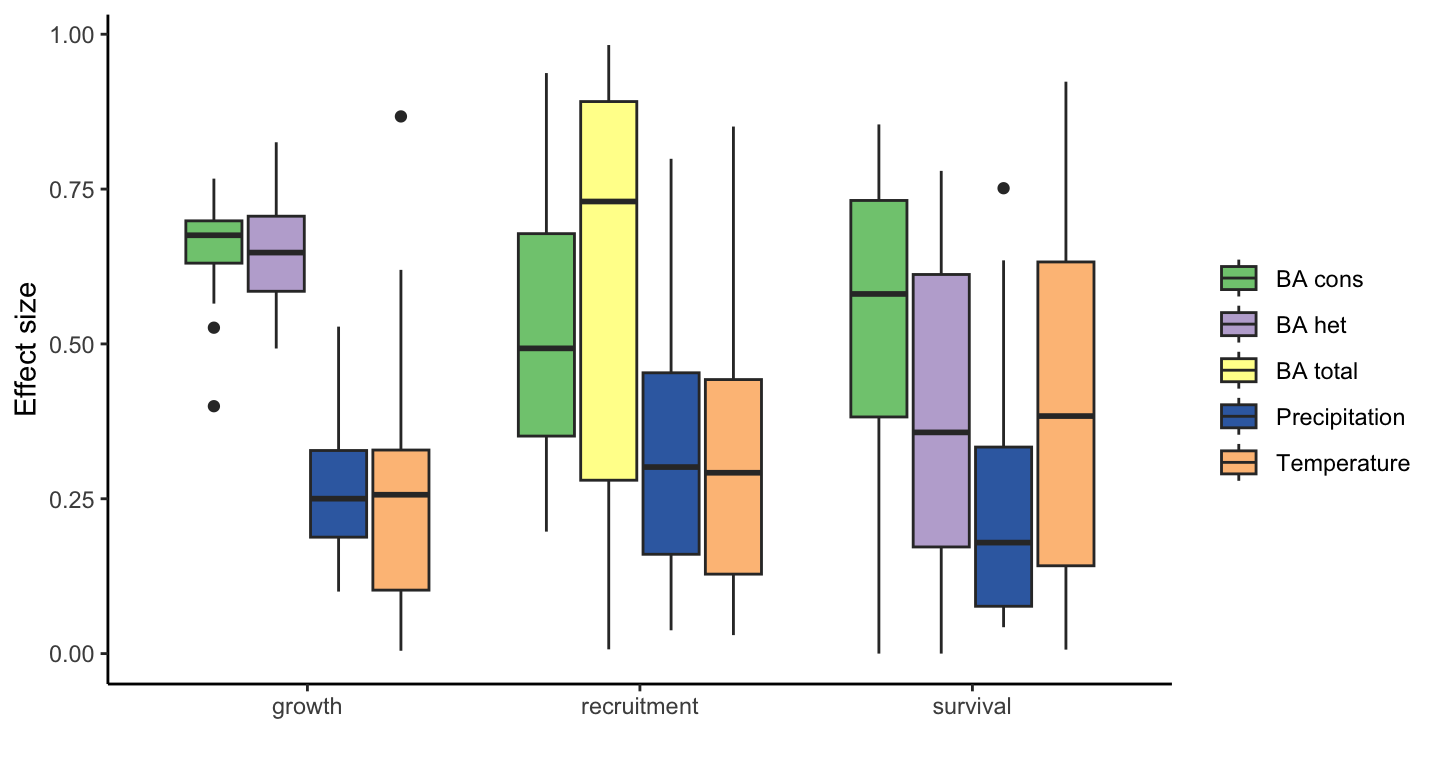 Effect size
1.00
0.75
0.50
0.25
0.00
growth
recruitment
survival
BA cons
BA het
BA total
Precipitation
Temperature